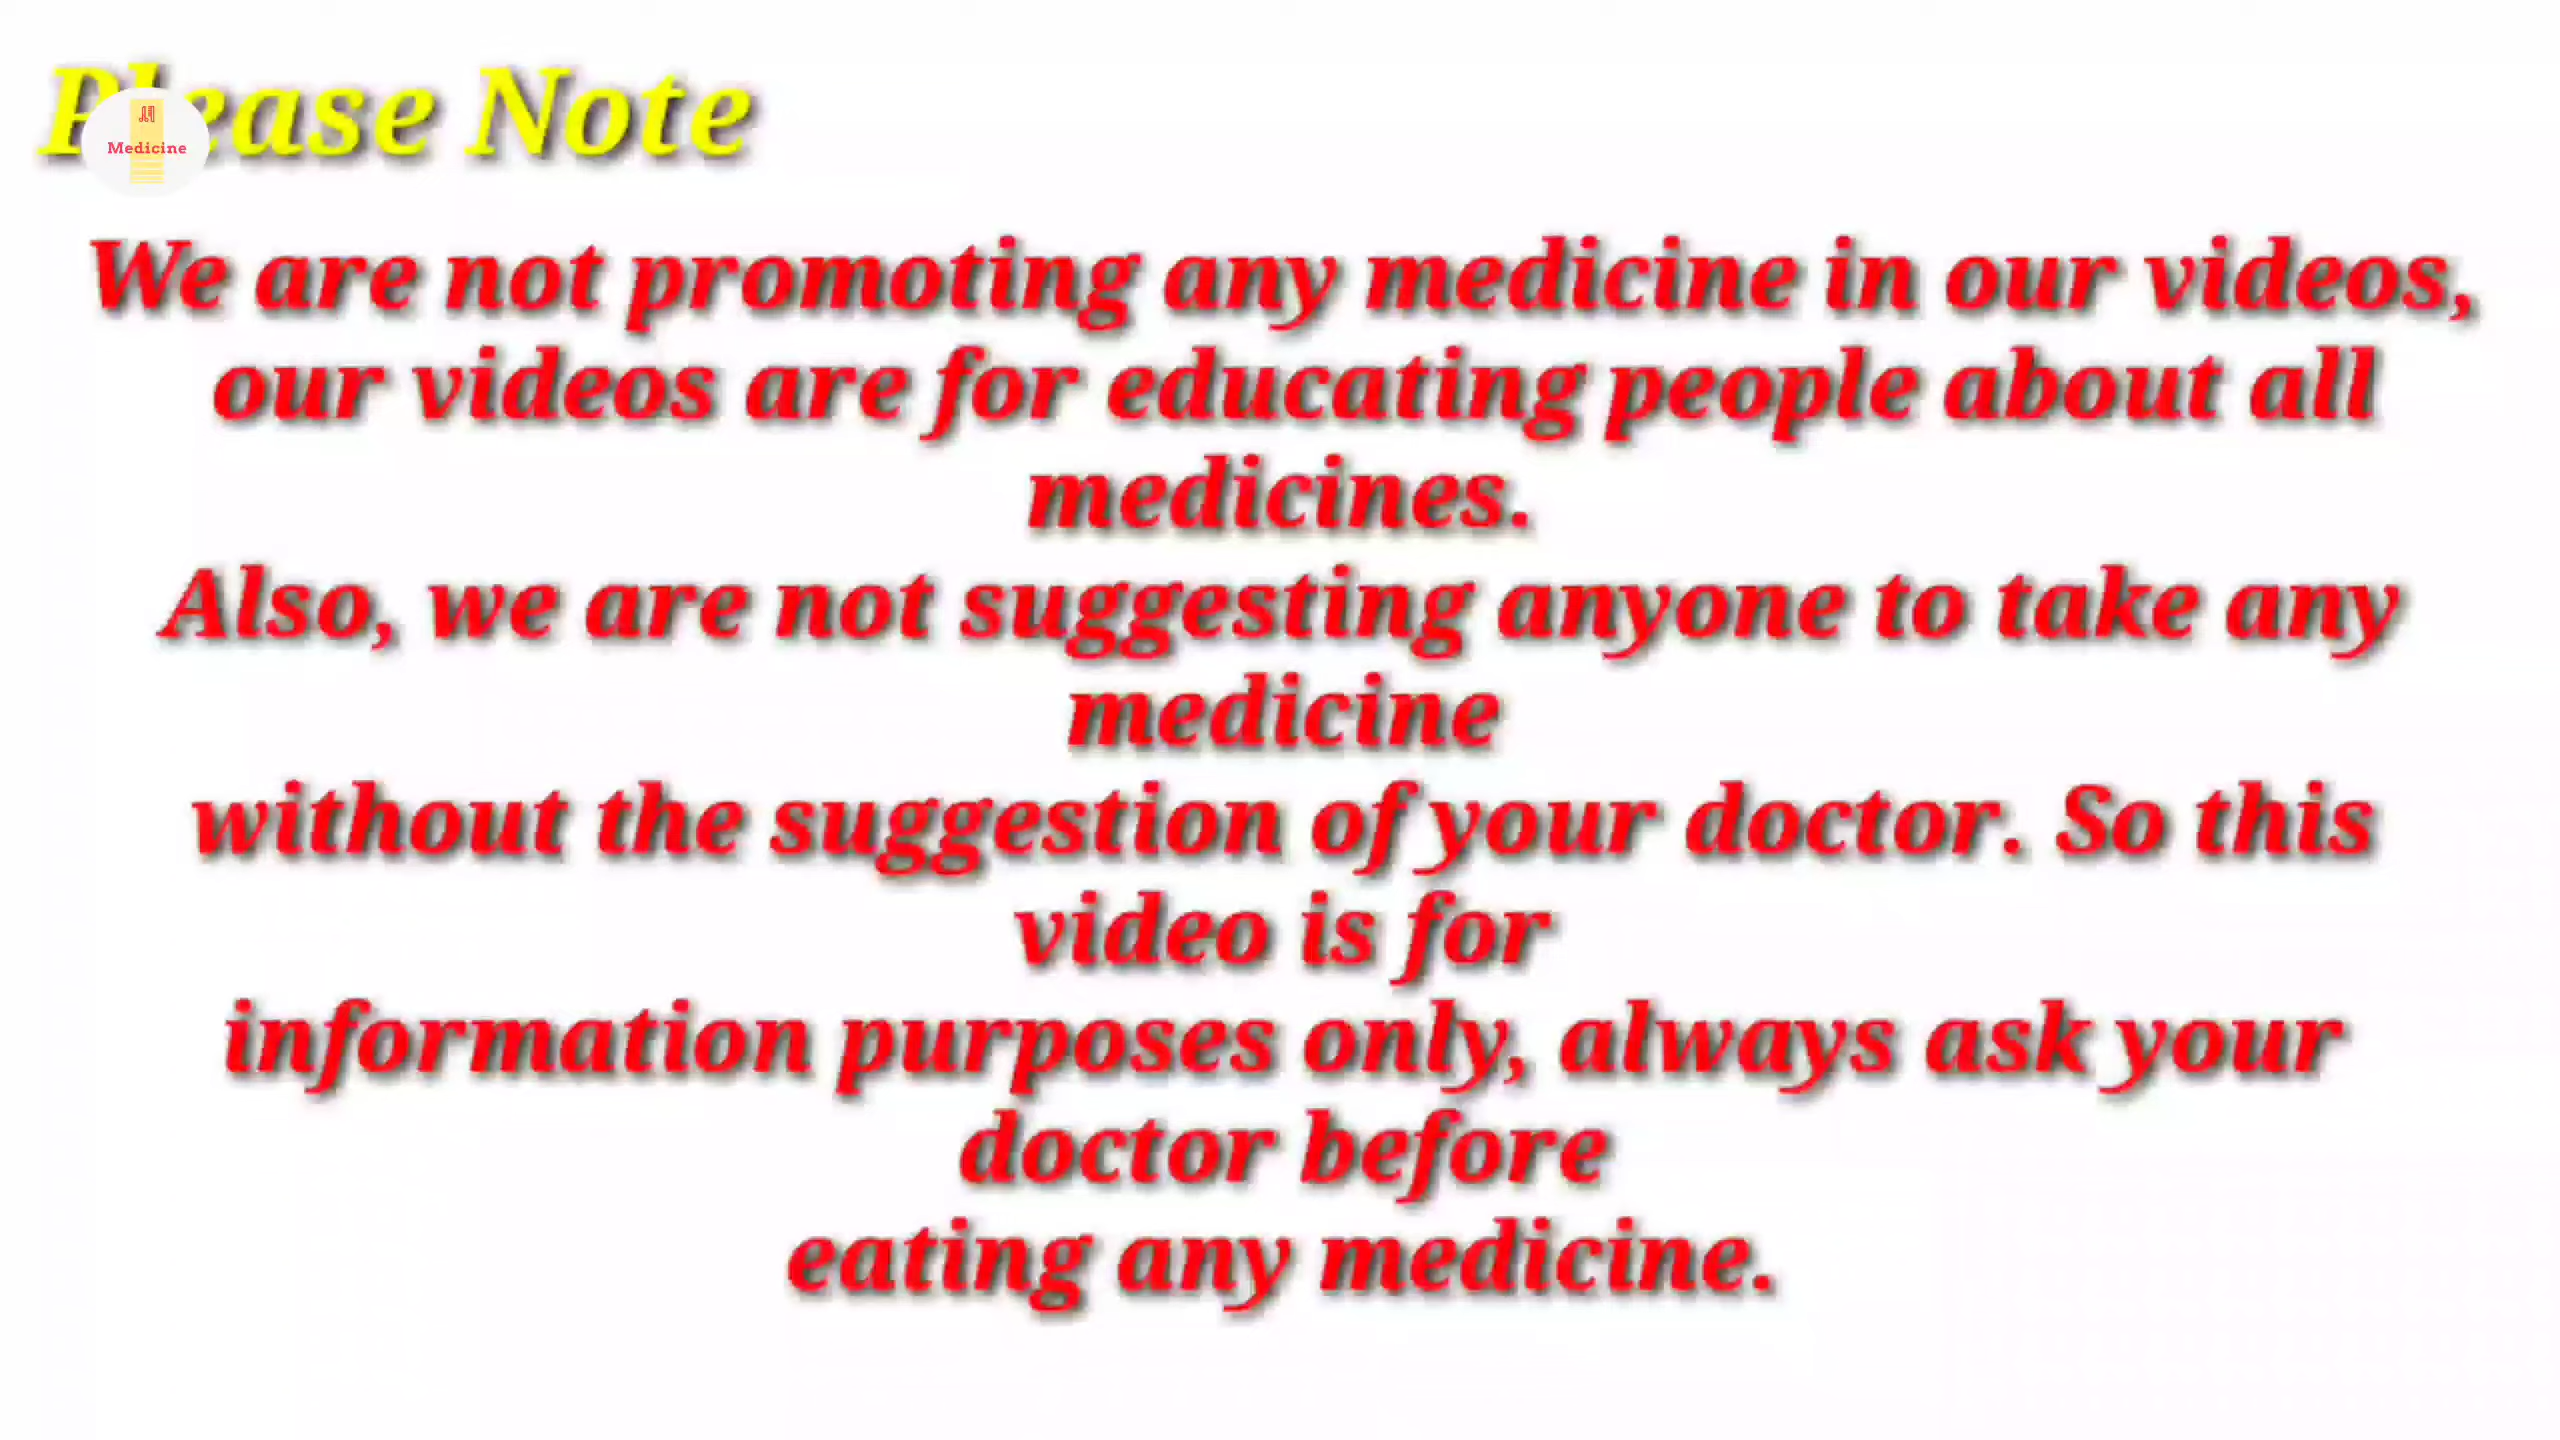 Please Note
Medicine
We are not promoting any medicine in our videos,
our videos are for educating people about all
medicines.
Also, we are not suggesting anyone to take any
medicine
without the suggestion of your doctor. So this
video is for
information purposes only, always ask your
doctor before
eating any medicine.